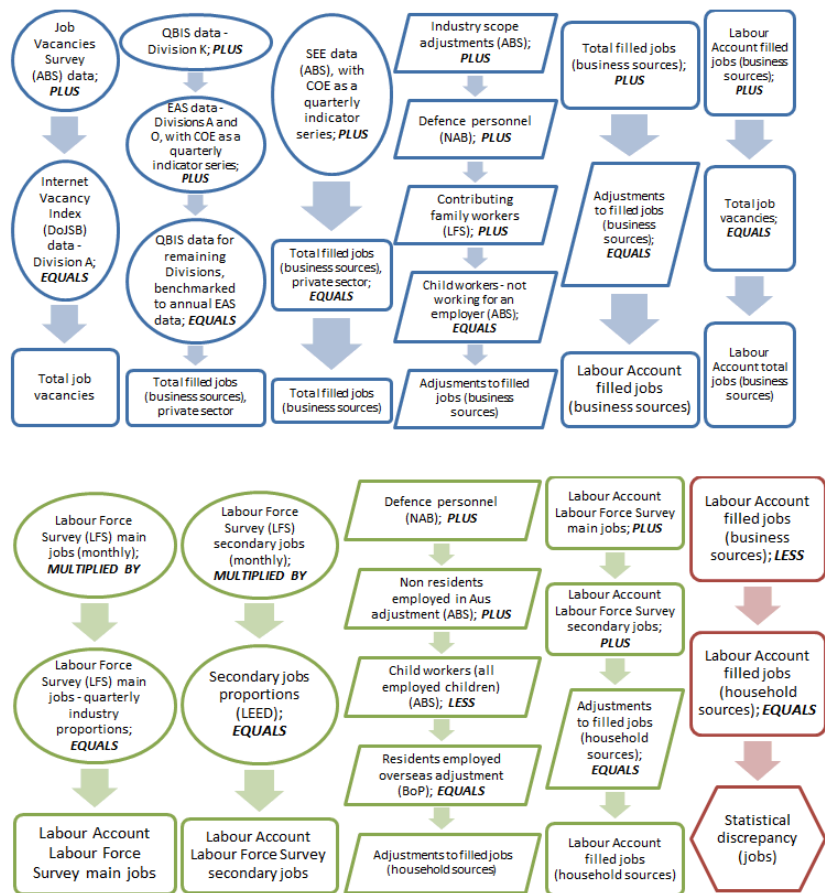 Job
Vacancies
Survey
(ABS) data;
PLUS
Internet
Vacancy
Index
(DoJSB)
data -
Division A;
EQUALS
Total job
vacancies
QBIS data -
Division K; PLUS
EAS data -
Divisions A and
O, with COE as a
quarterly
indicator series;
PLUS
QBIS data for
remaining
Divisions,
benchmarked
to annual EAS
data; EQUALS
Total filled jobs
(business sources),
private sector
SEE data
(ABS), with
COE as a
quarterly
indicator
series; PLUS
Total filled jobs
(business sources),
private sector;
EQUALS
Total filled jobs
(business sources)
Industry scope
adjustments (ABS);
PLUS
Defence personnel
(NAB); PLUS
Contributing
family workers
(LFS); PLUS
Child workers - not
working for an
employer (ABS);
EQUALS
Adjusments to filled
jobs (business
sources)
Total filled jobs
(business sources);
PLUS
Adjustments
to filled jobs
(business
sources);
EQUALS
Labour Account
filled jobs
(business sources)
Labour
Account filled
jobs (business
sources);
PLUS
Total job
vacancies;
EQUALS
Labour
Account total
jobs (business
sources)
Labour Force
Survey (LFS) main
jobs (monthly);
MULTIPLIED BY
Labour Force
Survey (LFS) main
jobs - quarterly
industry
proportions;
EQUALS
Labour Account
Labour Force
Survey main jobs
Labour Force
Survey (LFS)
secondary jobs
(monthly);
MULTIPLIED BY
Secondary jobs
proportions
(LEED);
EQUALS
Labour Account
Labour Force Survey
secondary jobs
Defence personnel
(NAB); PLUS
Non residents
employed in Aus
adjustment (ABS); PLUS
Child workers (all
employed children)
(ABS); LESS
Residents employed
overseas adjustment
(BoP); EQUALS
Adjustments to filled jobs
(household sources)
Labour Account
Labour Force Survey
main jobs; PLUS
Labour Account
Labour Force Survey
secondary jobs;
PLUS
Adjustments
to filled jobs
(household
sources);
EQUALS
Labour Account
filled jobs
(household sources)
Labour Account
filled jobs
(business
sources); LESS
Labour Account
filled jobs
(household
sources); EQUALS
Statistical
discrepancy
(jobs)